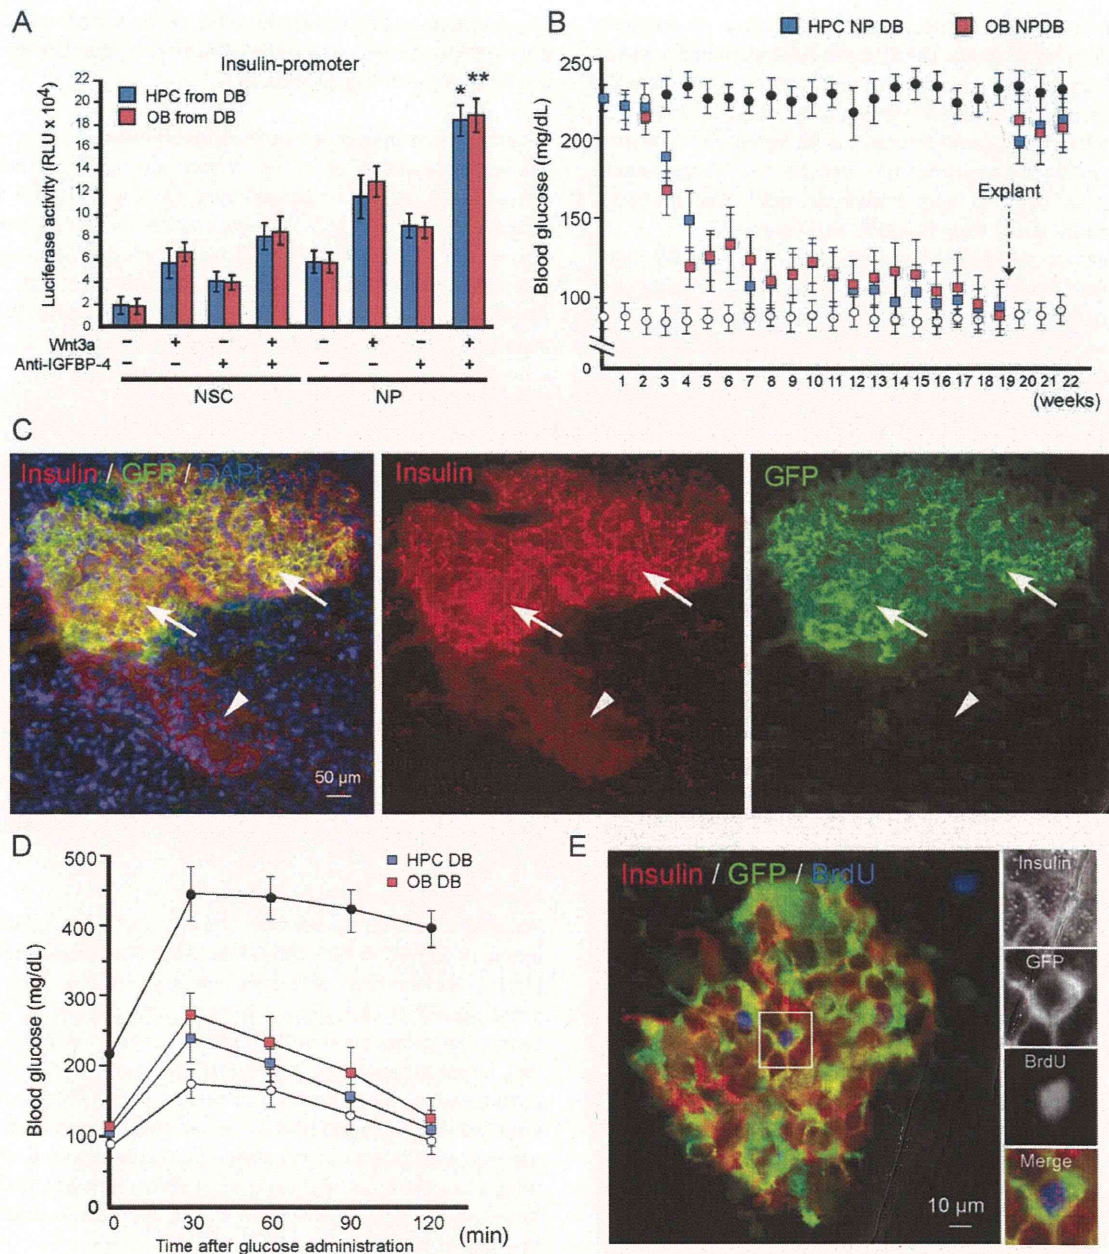 A
Insulin-promoter
HPC from DB
OB from DB
Luciferase activity (RLU x 10⁴)
22
20
18
16
14
12
10
8
6
4
2
0
* **
Wnt3a − + − + − + − +
Anti-IGFBP-4 − − + + − − + +
NSC NP
B
HPC NP DB OB NPDB
Blood glucose (mg/dL)
250
200
150
100
0
Explant
1 2 3 4 5 6 7 8 9 10 11 12 13 14 15 16 17 18 19 20 21 22
(weeks)
C
Insulin / GFP / DAPI
50 µm
Insulin
GFP
D
HPC DB
OB DB
Blood glucose (mg/dL)
500
450
400
300
250
200
150
100
50
0
0 30 60 90 120 (min)
Time after glucose administration
E
Insulin / GFP / BrdU
10 µm
Insulin
GFP
BrdU
Merge